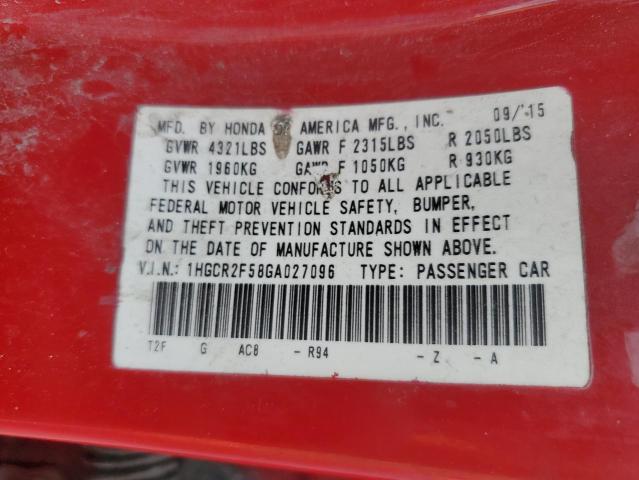 MFD. BY HONDA OF AMERICA MFG., INC. 09/'15
GVWR 4321LBS GAWR F 2315LBS R 2050LBS
GVWR 1960KG GAWR F 1050KG R 930KG
THIS VEHICLE CONFORMS TO ALL APPLICABLE
FEDERAL MOTOR VEHICLE SAFETY, BUMPER,
AND THEFT PREVENTION STANDARDS IN EFFECT
ON THE DATE OF MANUFACTURE SHOWN ABOVE.
V.I.N.: 1HGCR2F58GA027096 TYPE: PASSENGER CAR
T2F G AC8 - R94 - Z - A